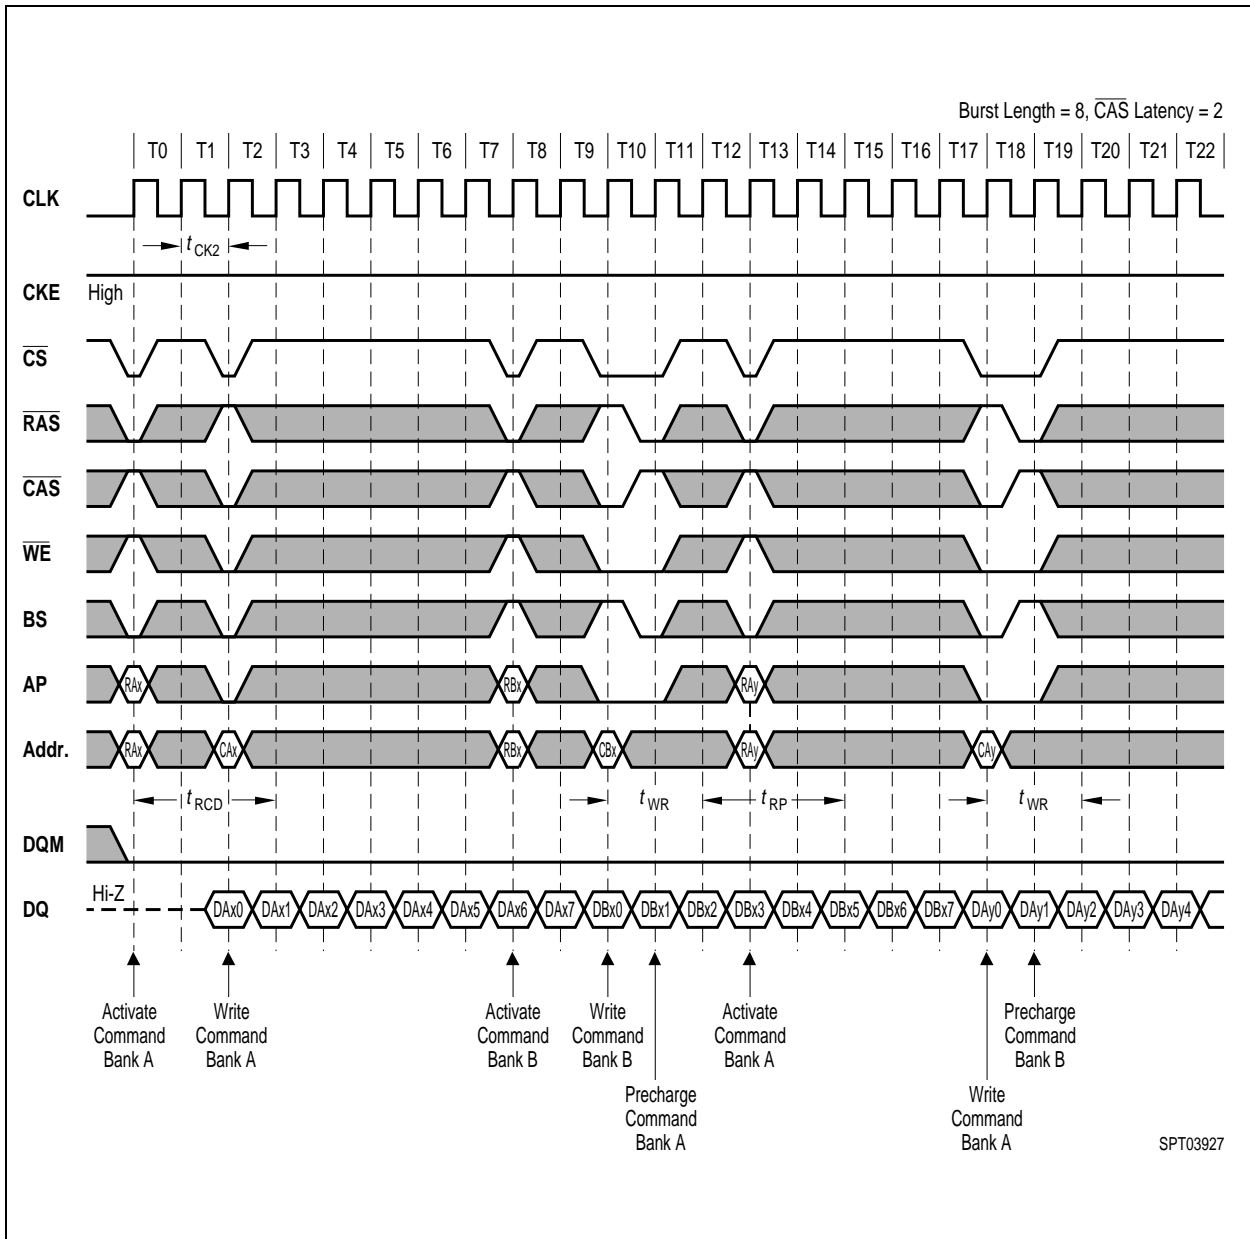 Burst Length = 8, CAS Latency = 2
T0 T1 T2 T3 T4 T5 T6 T7 T8 T9 T10 T11 T12 T13 T14 T15 T16 T17 T18 T19 T20 T21 T22
CLK
t CK2
CKE High
CS
RAS
CAS
WE
BS
AP RAx RBx RAy
Addr. RAx CAx RBx CBx RAy CAy
t RCD t WR t RP t WR
DQM
Hi-Z
DQ DAx0 DAx1 DAx2 DAx3 DAx4 DAx5 DAx6 DAx7 DBx0 DBx1 DBx2 DBx3 DBx4 DBx5 DBx6 DBx7 DAy0 DAy1 DAy2 DAy3 DAy4
Activate Command Bank A
Write Command Bank A
Activate Command Bank B
Write Command Bank B
Precharge Command Bank A
Activate Command Bank A
Write Command Bank A
Precharge Command Bank B
SPT03927